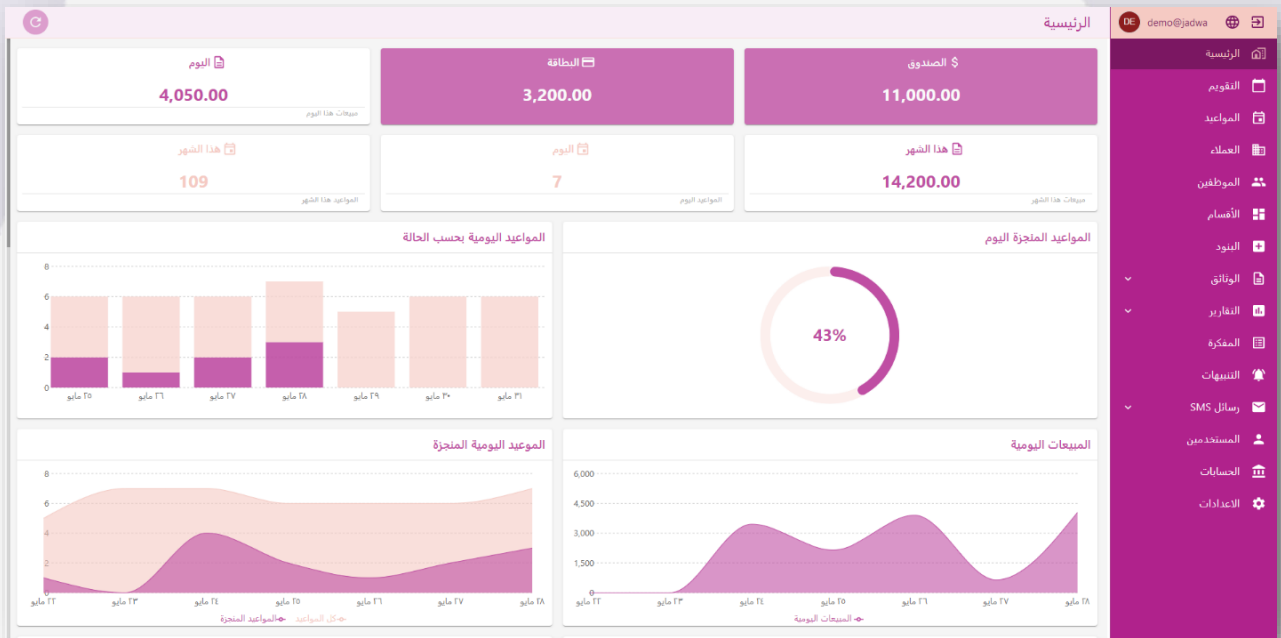 الرئيسية
DE demo@jadwa
الرئيسية
التقويم
المواعيد
العملاء
الموظفين
الأقسام
البنود
الوثائق
التقارير
المفكرة
التنبيهات
رسائل SMS
المستخدمين
الحسابات
الاعدادات
$ الصندوق
11,000.00
البطاقة
3,200.00
اليوم
4,050.00
مبيعات هذا اليوم
هذا الشهر
14,200.00
مبيعات هذا الشهر
اليوم
7
المواعيد اليوم
هذا الشهر
109
المواعيد هذا الشهر
المواعيد المنجزة اليوم
43%
المواعيد اليومية بحسب الحالة
8
6
4
2
0
٢٥ مايو ٢٦ مايو ٢٧ مايو ٢٨ مايو ٢٩ مايو ٣٠ مايو ٣١ مايو
المبيعات اليومية
6,000
4,500
3,000
1,500
0
٢٢ مايو ٢٣ مايو ٢٤ مايو ٢٥ مايو ٢٦ مايو ٢٧ مايو ٢٨ مايو
المبيعات اليومية
الموعيد اليومية المنجزة
8
6
4
2
0
٢٢ مايو ٢٣ مايو ٢٤ مايو ٢٥ مايو ٢٦ مايو ٢٧ مايو ٢٨ مايو
المواعيد المنجزة كل المواعيد